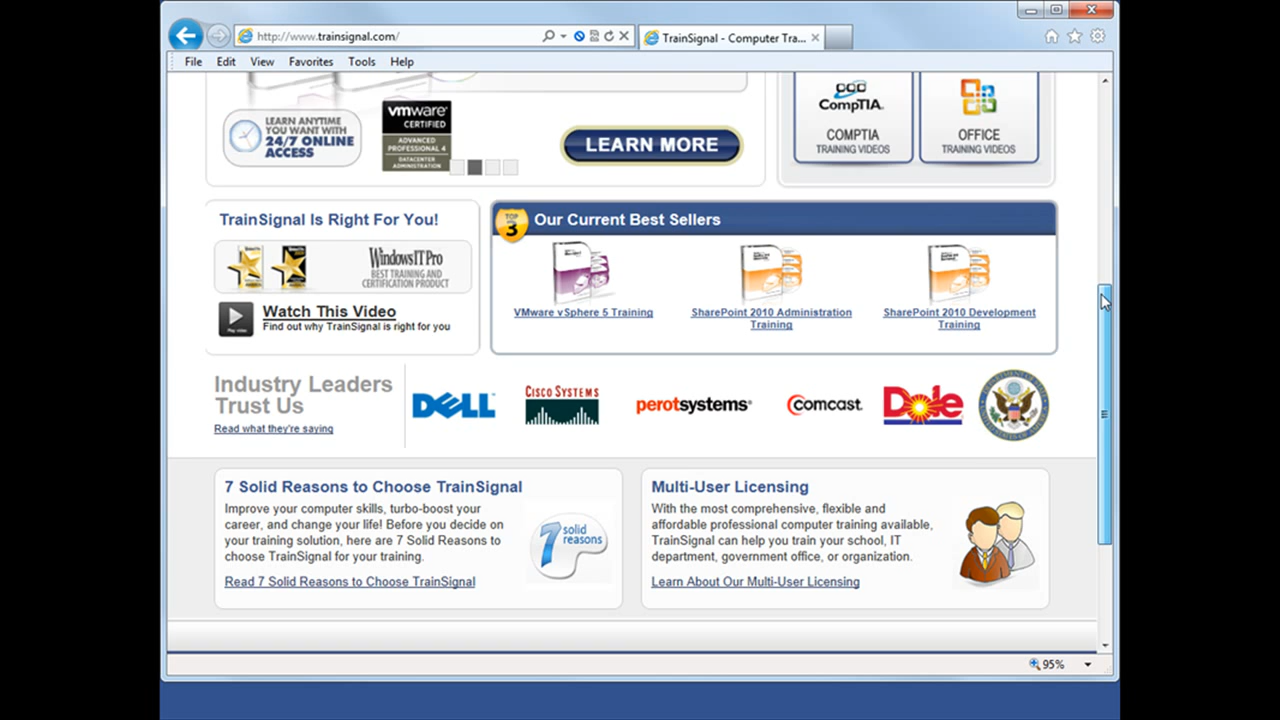 http://www.trainsignal.com/
TrainSignal - Computer Tra...
File Edit View Favorites Tools Help
LEARN ANYTIME
YOU WANT WITH
24/7 ONLINE
ACCESS
vmware
CERTIFIED
ADVANCED
PROFESSIONAL 4
DATACENTER
ADMINISTRATION
LEARN MORE
CompTIA.
COMPTIA
TRAINING VIDEOS
OFFICE
TRAINING VIDEOS
TrainSignal Is Right For You!
WindowsITPro
BEST TRAINING AND
CERTIFICATION PRODUCT
Play video
Watch This Video
Find out why TrainSignal is right for you
TOP
3
Our Current Best Sellers
VMware vSphere 5 Training
SharePoint 2010 Administration
Training
SharePoint 2010 Development
Training
Industry Leaders
Trust Us
Read what they're saying
DELL
CISCO SYSTEMS
perotsystems
Comcast.
Dole
7 Solid Reasons to Choose TrainSignal
Improve your computer skills, turbo-boost your
career, and change your life! Before you decide on
your training solution, here are 7 Solid Reasons to
choose TrainSignal for your training.
Read 7 Solid Reasons to Choose TrainSignal
7 solid
reasons
Multi-User Licensing
With the most comprehensive, flexible and
affordable professional computer training available,
TrainSignal can help you train your school, IT
department, government office, or organization.
Learn About Our Multi-User Licensing
95%